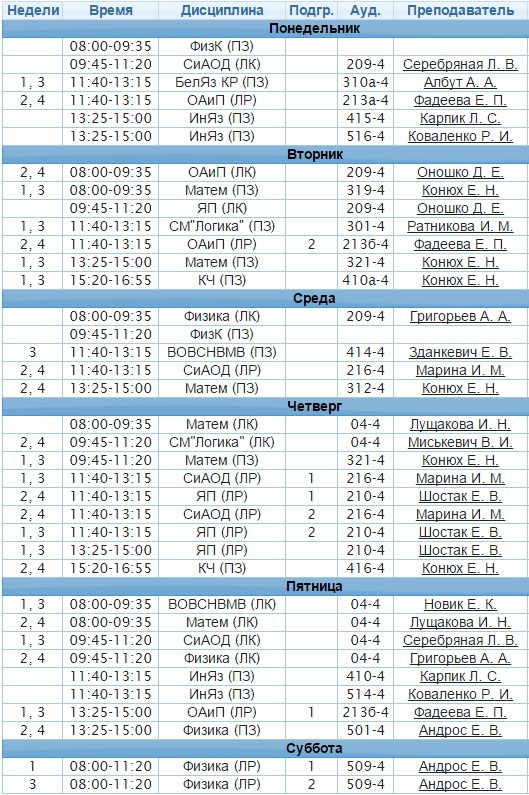 Недели Время Дисциплина Подгр. Ауд. Преподаватель
Понедельник
08:00-09:35 ФизК (ПЗ)
09:45-11:20 СиАОД (ЛК) 209-4 Серебряная Л. В.
1, 3 11:40-13:15 БелЯз КР (ПЗ) 310а-4 Албут А. А.
2, 4 11:40-13:15 ОАиП (ЛР) 213а-4 Фадеева Е. П.
13:25-15:00 ИнЯз (ПЗ) 415-4 Карпик Л. С.
13:25-15:00 ИнЯз (ПЗ) 516-4 Коваленко Р. И.
Вторник
2, 4 08:00-09:35 ОАиП (ЛК) 209-4 Оношко Д. Е.
1, 3 08:00-09:35 Матем (ПЗ) 319-4 Конюх Е. Н.
09:45-11:20 ЯП (ЛК) 209-4 Оношко Д. Е.
1, 3 11:40-13:15 СМ"Логика" (ПЗ) 301-4 Ратникова И. М.
2, 4 11:40-13:15 ОАиП (ЛР) 2 213б-4 Фадеева Е. П.
1, 3 13:25-15:00 Матем (ПЗ) 321-4 Конюх Е. Н.
1, 3 15:20-16:55 КЧ (ПЗ) 410а-4 Конюх Е. Н.
Среда
08:00-09:35 Физика (ЛК) 209-4 Григорьев А. А.
09:45-11:20 ФизК (ПЗ)
3 11:40-13:15 ВОВСНВМВ (ПЗ) 414-4 Зданкевич Е. В.
2, 4 11:40-13:15 СиАОД (ЛР) 216-4 Марина И. М.
2, 4 13:25-15:00 Матем (ПЗ) 312-4 Конюх Е. Н.
Четверг
08:00-09:35 Матем (ЛК) 04-4 Лущакова И. Н.
2, 4 09:45-11:20 СМ"Логика" (ЛК) 04-4 Миськевич В. И.
1, 3 09:45-11:20 Матем (ПЗ) 321-4 Конюх Е. Н.
1, 3 11:40-13:15 СиАОД (ЛР) 1 216-4 Марина И. М.
2, 4 11:40-13:15 ЯП (ЛР) 1 210-4 Шостак Е. В.
2, 4 11:40-13:15 СиАОД (ЛР) 2 216-4 Марина И. М.
1, 3 11:40-13:15 ЯП (ЛР) 2 210-4 Шостак Е. В.
1, 3 13:25-15:00 ЯП (ЛР) 210-4 Шостак Е. В.
2, 4 15:20-16:55 КЧ (ПЗ) 416-4 Конюх Е. Н.
Пятница
1, 3 08:00-09:35 ВОВСНВМВ (ЛК) 04-4 Новик Е. К.
2, 4 08:00-09:35 Матем (ЛК) 04-4 Лущакова И. Н.
1, 3 09:45-11:20 СиАОД (ЛК) 04-4 Серебряная Л. В.
2, 4 09:45-11:20 Физика (ЛК) 04-4 Григорьев А. А.
11:40-13:15 ИнЯз (ПЗ) 410-4 Карпик Л. С.
11:40-13:15 ИнЯз (ПЗ) 514-4 Коваленко Р. И.
1, 3 13:25-15:00 ОАиП (ЛР) 1 213б-4 Фадеева Е. П.
2, 4 13:25-15:00 Физика (ПЗ) 501-4 Андрос Е. В.
Суббота
1 08:00-11:20 Физика (ЛР) 1 509-4 Андрос Е. В.
3 08:00-11:20 Физика (ЛР) 2 509-4 Андрос Е. В.